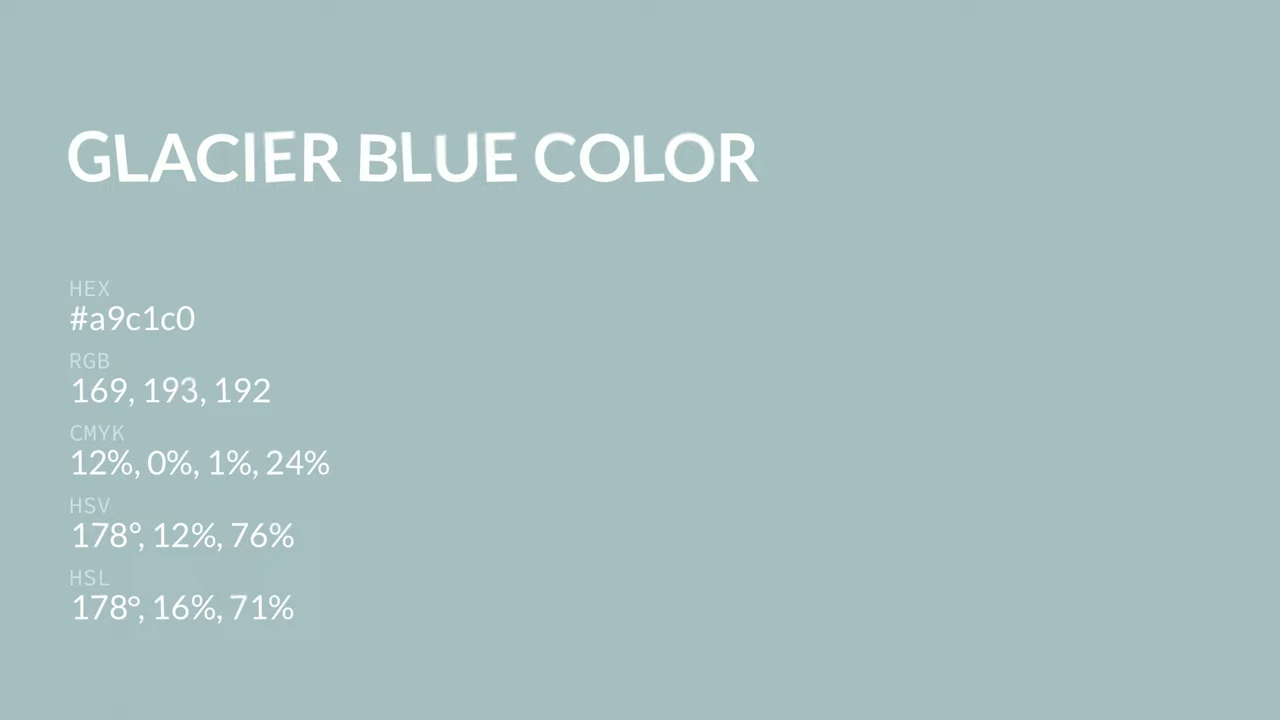 GLACIER BLUE COLOR
HEX
#a9c1c0
RGB
169, 193, 192
CMYK
12%, 0%, 1%, 24%
HSV
178°, 12%, 76%
HSL
178°, 16%, 71%